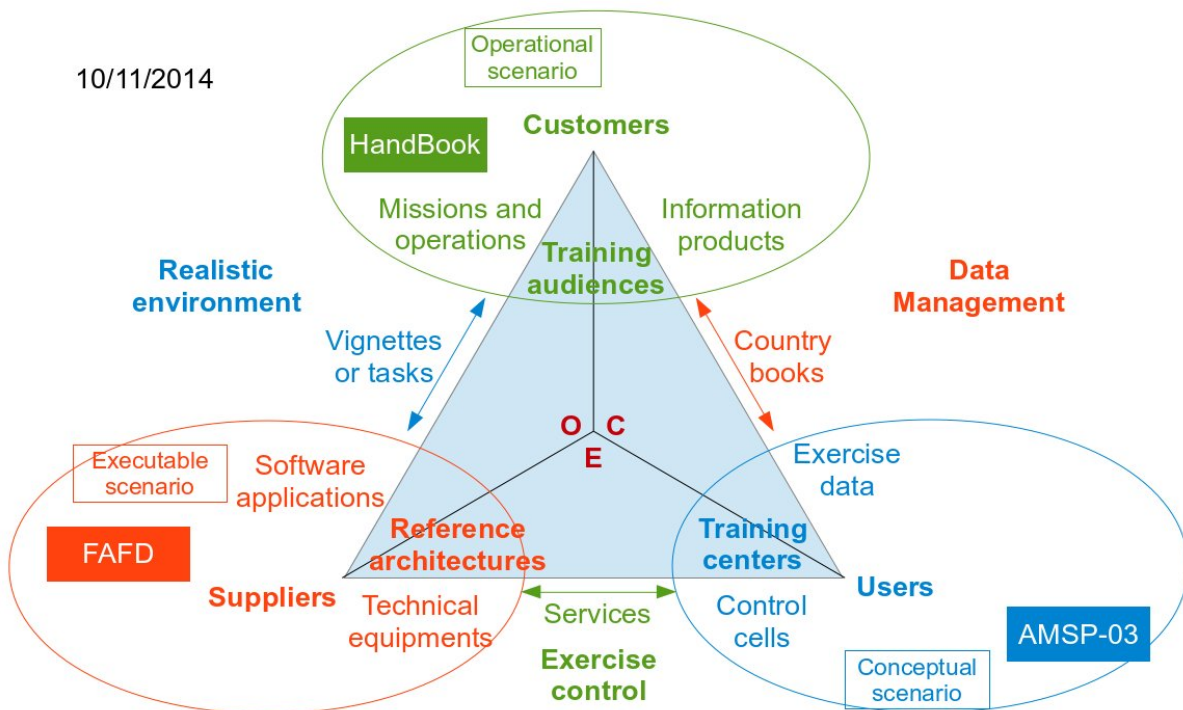 Operational
scenario
10/11/2014
Customers
HandBook
Missions and
operations
Information
products
Training
audiences
Realistic
environment
Data
Management
Vignettes
or tasks
Country
books
O C
E
Executable
scenario
Software
applications
Exercise
data
FAFD
Reference
architectures
Training
centers
Suppliers
Users
Technical
equipments
Services
Control
cells
AMSP-03
Exercise
control
Conceptual
scenario